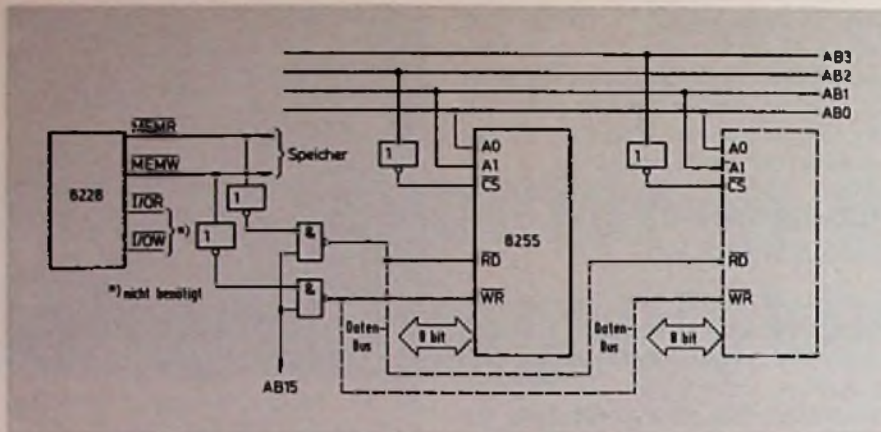 AB3
AB2
AB1
AB0
MEMR
MEMW
Speicher
I/OR
I/OW
*)
8228
*) nicht benötigt
1
1
&
&
AB15
1
A0
A1
CS
8255
RD
WR
Daten-
Bus
8 bit
1
A0
A1
CS
RD
WR
Daten-
Bus
8 bit